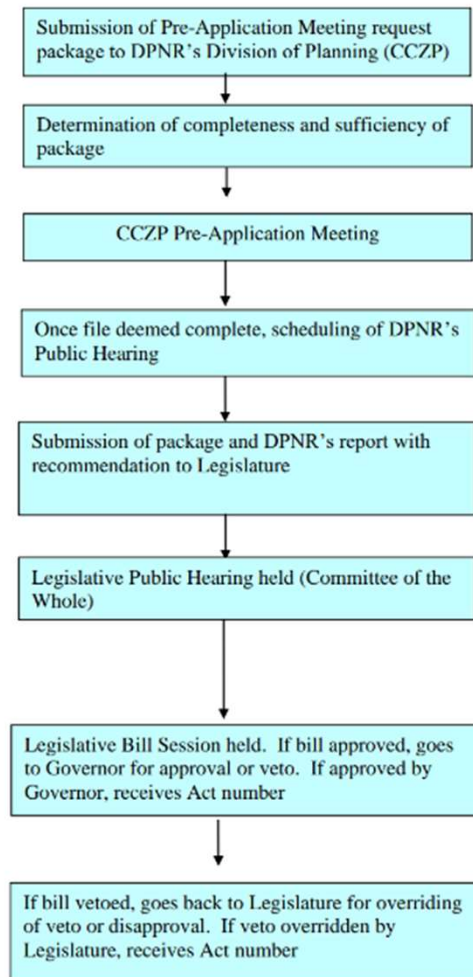 Submission of Pre-Application Meeting request
package to DPNR's Division of Planning (CCZP)
Determination of completeness and sufficiency of
package
CCZP Pre-Application Meeting
Once file deemed complete, scheduling of DPNR's
Public Hearing
Submission of package and DPNR's report with
recommendation to Legislature
Legislative Public Hearing held (Committee of the
Whole)
Legislative Bill Session held.  If bill approved, goes
to Governor for approval or veto.  If approved by
Governor, receives Act number
If bill vetoed, goes back to Legislature for overriding
of veto or disapproval.  If veto overridden by
Legislature, receives Act number